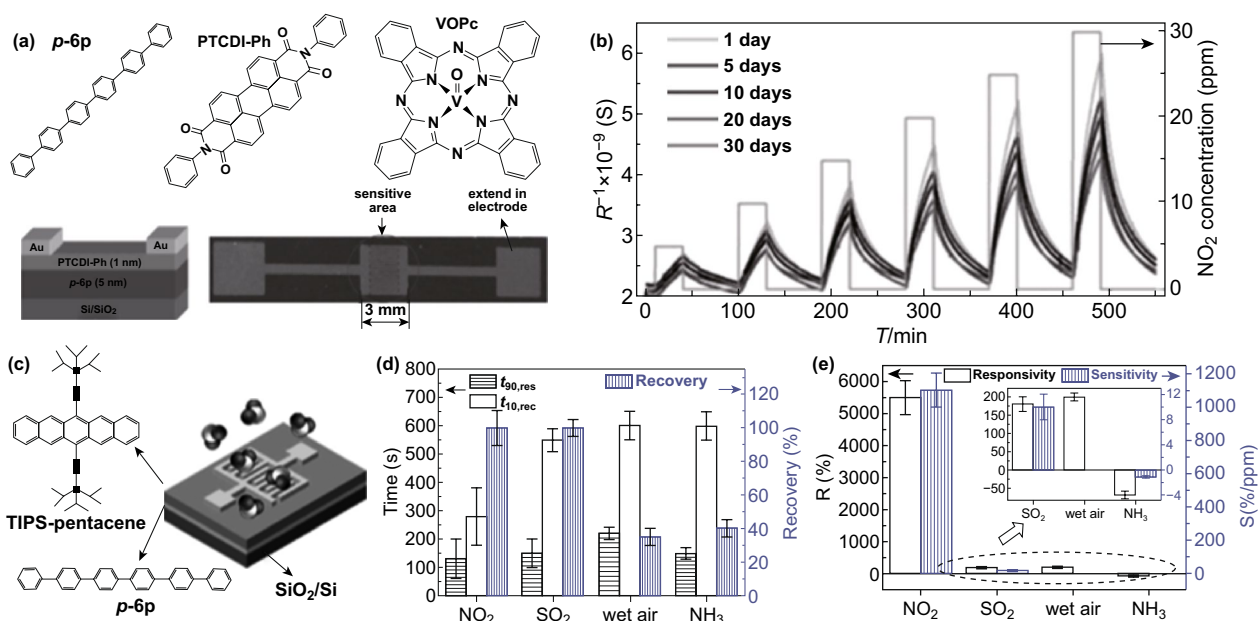 (a)
p-6p
PTCDI-Ph
VOPc
N
O
O
O
O
N
N
N
N
N
N
O
V
N
N
N
N
sensitive
area
extend in
electrode
Au
Au
PTCDI-Ph (1 nm)
p-6p (5 nm)
Si/SiO₂
3 mm
(b)
1 day
5 days
10 days
20 days
30 days
R⁻¹×10⁻⁹ (S)
6
5
4
3
2
0
100
200
300
400
500
T/min
30
20
10
0
NO₂ concentration (ppm)
(c)
TIPS-pentacene
p-6p
SiO₂/Si
(d)
t90,res
t10,rec
Recovery
Time (s)
800
700
600
500
400
300
250
200
150
100
50
0
120
100
80
60
40
20
0
Recovery (%)
NO₂
SO₂
wet air
NH₃
(e)
Responsivity
Sensitivity
R (%)
6000
5000
4000
3000
2000
1000
500
0
200
150
100
50
0
−50
12
8
4
0
−4
SO₂
wet air
NH₃
1200
1000
800
600
400
200
0
S(%/ppm)
NO₂
SO₂
wet air
NH₃